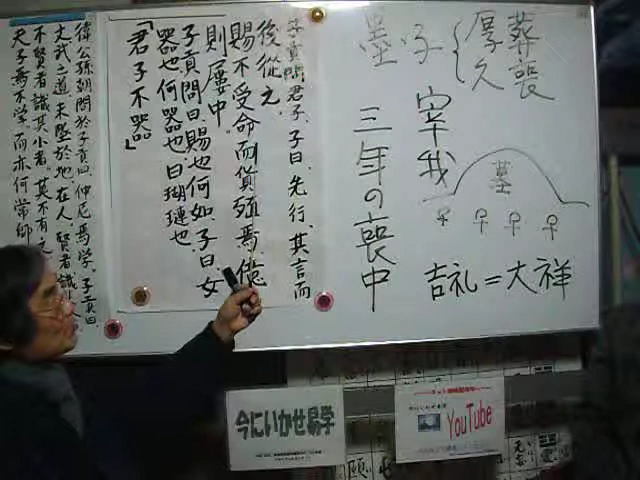 葬喪
厚久
墨子
宰我
三年の喪中
墓
吉礼=大祥
子貢問君子、子曰、先行、其言而
後從之、
賜不受命、而貨殖焉、億
則屢中
子貢問曰、賜也何如、子曰、女
器也、何器也曰瑚璉也、
「君子不器」
衛公孫朝問於子貢曰、仲尼焉学、子貢曰、
文武之道未墜於地在人、賢者識
不賢者識其小者。莫不有
夫子焉不学。而亦何常師
今にいかせ易学
YouTube